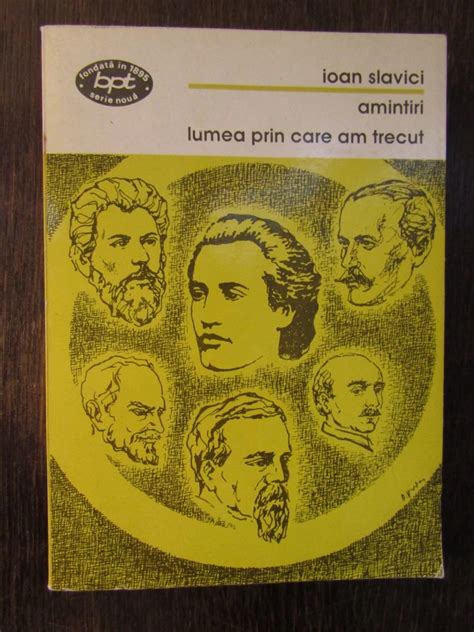 fondată în 1895
bpt
serie nouă
ioan slavici
amintiri
lumea prin care am trecut